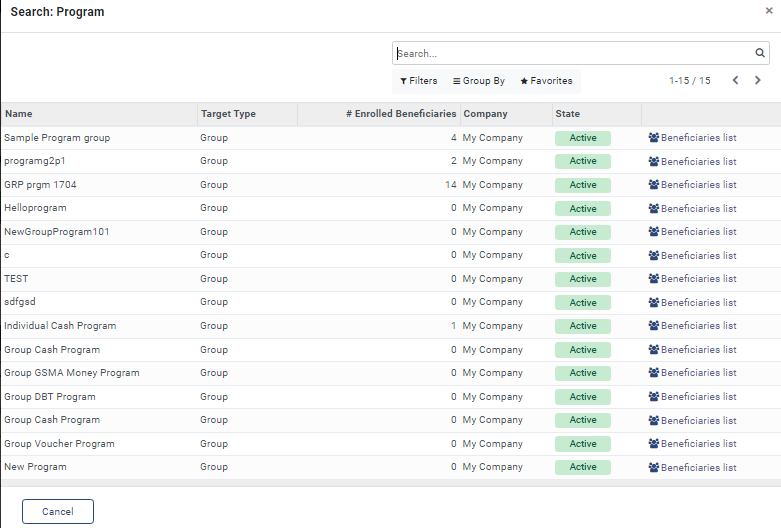 Search: Program ×
Search...
Filters Group By Favorites 1-15 / 15
Name Target Type # Enrolled Beneficiaries Company State
Sample Program group Group 4 My Company Active Beneficiaries list
programg2p1 Group 2 My Company Active Beneficiaries list
GRP prgm 1704 Group 14 My Company Active Beneficiaries list
Helloprogram Group 0 My Company Active Beneficiaries list
NewGroupProgram101 Group 0 My Company Active Beneficiaries list
c Group 0 My Company Active Beneficiaries list
TEST Group 0 My Company Active Beneficiaries list
sdfgsd Group 0 My Company Active Beneficiaries list
Individual Cash Program Group 1 My Company Active Beneficiaries list
Group Cash Program Group 0 My Company Active Beneficiaries list
Group GSMA Money Program Group 0 My Company Active Beneficiaries list
Group DBT Program Group 0 My Company Active Beneficiaries list
Group Cash Program Group 0 My Company Active Beneficiaries list
Group Voucher Program Group 0 My Company Active Beneficiaries list
New Program Group 0 My Company Active Beneficiaries list
Cancel